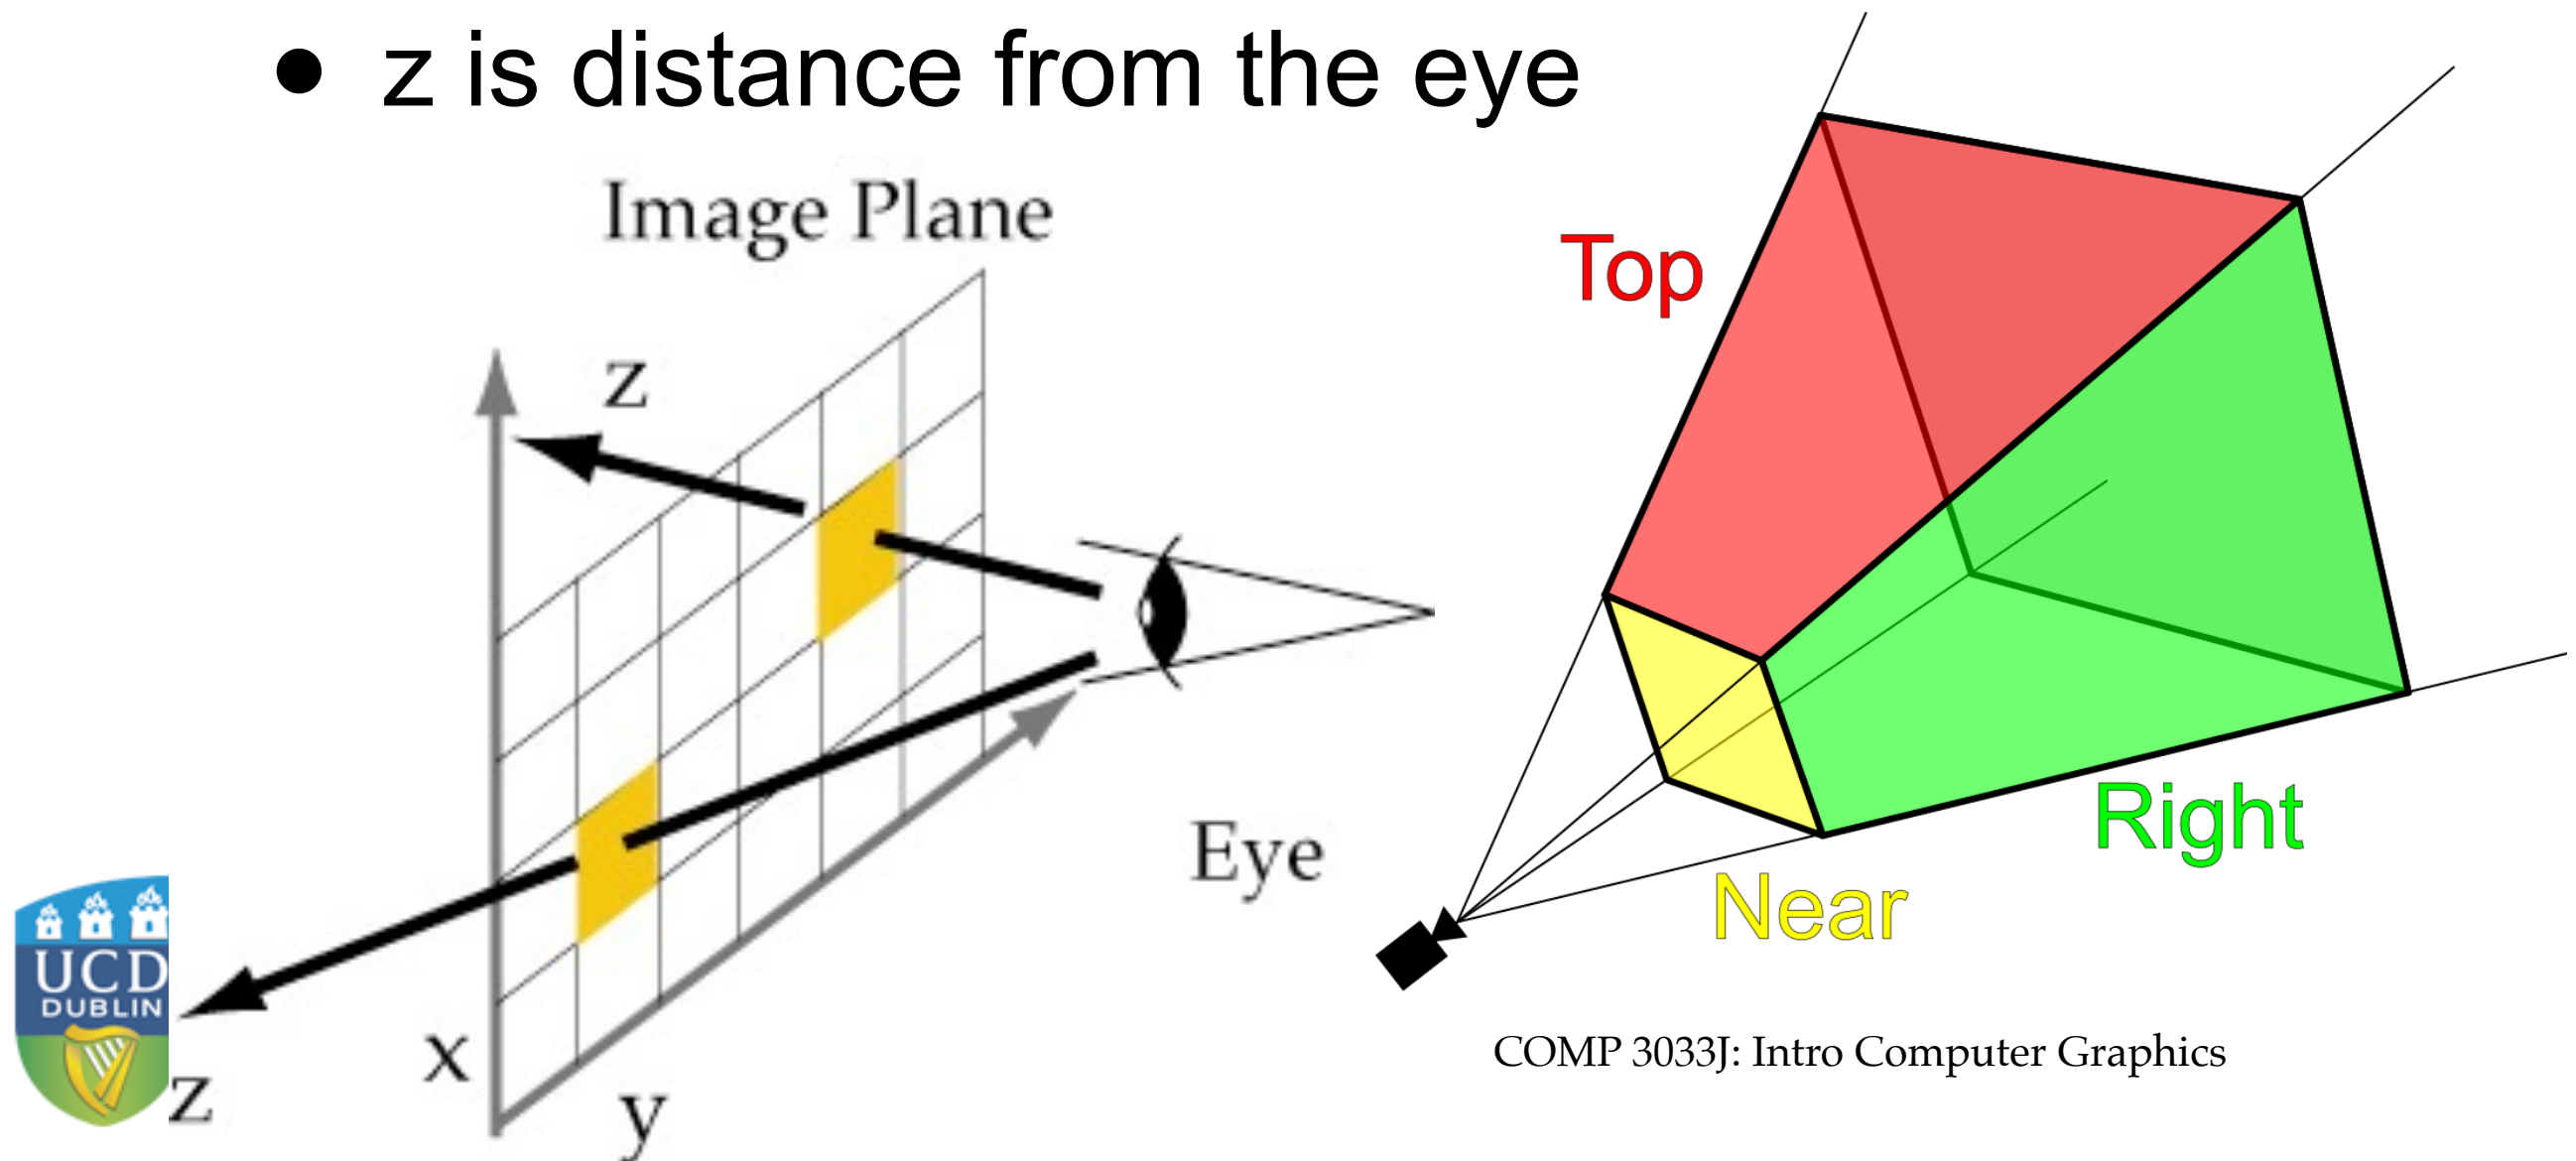 ● z is distance from the eye
Image Plane
Top
z
Eye
Right
Near
UCD
DUBLIN
x
z
y
COMP 3033J: Intro Computer Graphics